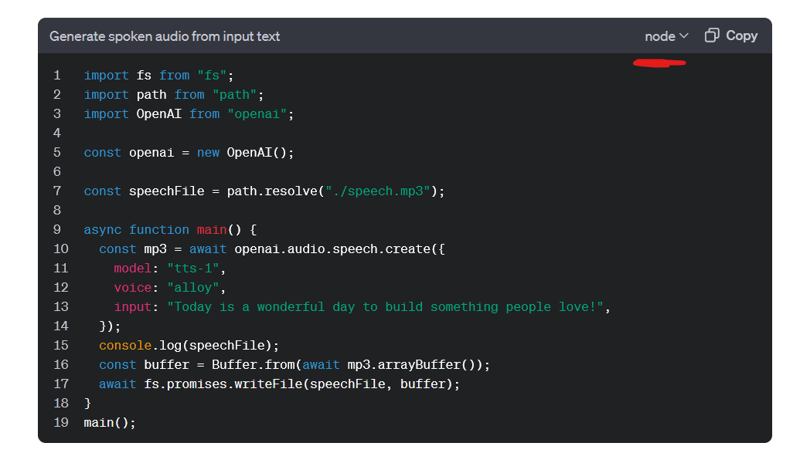 Generate spoken audio from input text node Copy
1 import fs from "fs";
2 import path from "path";
3 import OpenAI from "openai";
4
5 const openai = new OpenAI();
6
7 const speechFile = path.resolve("./speech.mp3");
8
9 async function main() {
10   const mp3 = await openai.audio.speech.create({
11     model: "tts-1",
12     voice: "alloy",
13     input: "Today is a wonderful day to build something people love!",
14   });
15   console.log(speechFile);
16   const buffer = Buffer.from(await mp3.arrayBuffer());
17   await fs.promises.writeFile(speechFile, buffer);
18 }
19 main();